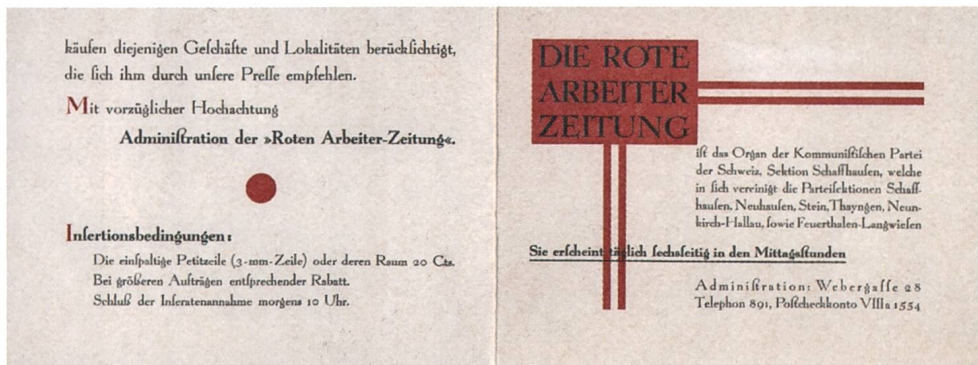 käufen diejenigen Geſchäfte und Lokalitäten berückſichtigt,
die ſich ihm durch unſere Preſſe empfehlen.
Mit vorzüglicher Hochachtung
Adminiſtration der »Roten Arbeiter-Zeitung«.
Inſertionsbedingungen:
Die einſpaltige Petitzeile (3-mm-Zeile) oder deren Raum 20 Cts.
Bei größeren Aufträgen entſprechender Rabatt.
Schluß der Inſeratenannahme morgens 10 Uhr.
DIE ROTE
ARBEITER
ZEITUNG
iſt das Organ der Kommuniſtiſchen Partei
der Schweiz, Sektion Schaffhauſen, welche
in ſich vereinigt die Parteiſektionen Schaff-
hauſen, Neuhauſen, Stein, Thayngen, Neun-
kirch-Hallau, ſowie Feuerthalen-Langwieſen
Sie erſcheint täglich ſechsſeitig in den Mittagsſtunden
Adminiſtration: Webergaſſe 28
Telephon 891, Poſtcheckkonto VIIIa 1554